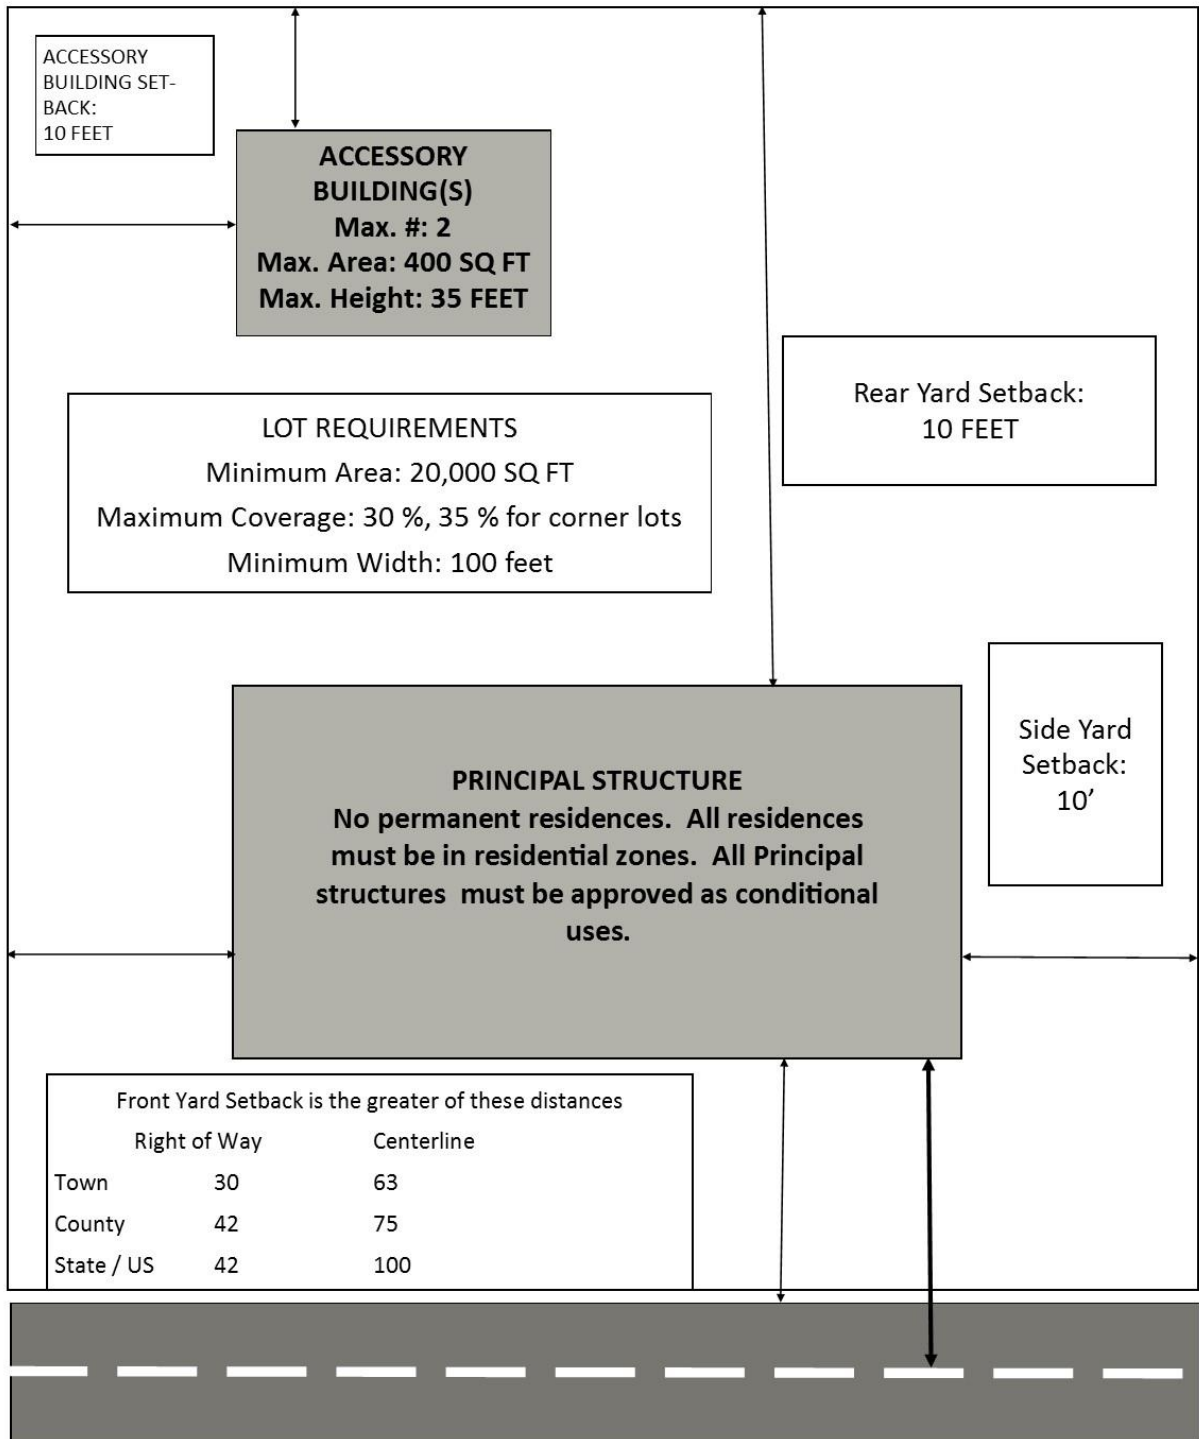 ACCESSORY
BUILDING SET-
BACK:
10 FEET
ACCESSORY
BUILDING(S)
Max. #: 2
Max. Area: 400 SQ FT
Max. Height: 35 FEET
Rear Yard Setback:
10 FEET
LOT REQUIREMENTS
Minimum Area: 20,000 SQ FT
Maximum Coverage: 30 %, 35 % for corner lots
Minimum Width: 100 feet
Side Yard
Setback:
10’
PRINCIPAL STRUCTURE
No permanent residences.  All residences
must be in residential zones.  All Principal
structures  must be approved as conditional
uses.
Front Yard Setback is the greater of these distances
Right of Way Centerline
Town 30 63
County 42 75
State / US 42 100